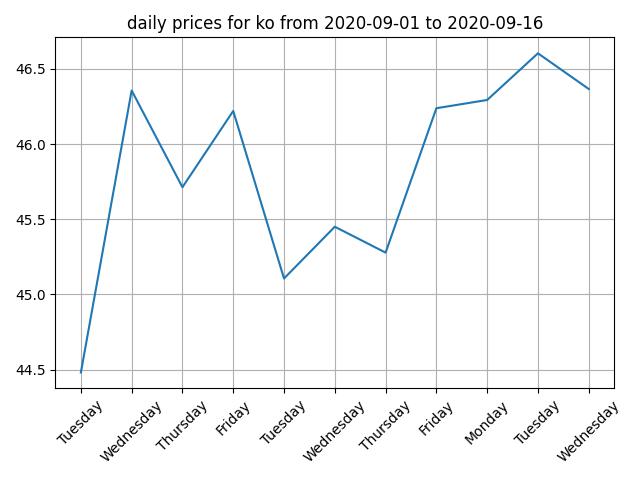 daily prices for ko from 2020-09-01 to 2020-09-16
46.5
46.0
45.5
45.0
44.5
Tuesday
Wednesday
Thursday
Friday
Tuesday
Wednesday
Thursday
Friday
Monday
Tuesday
Wednesday